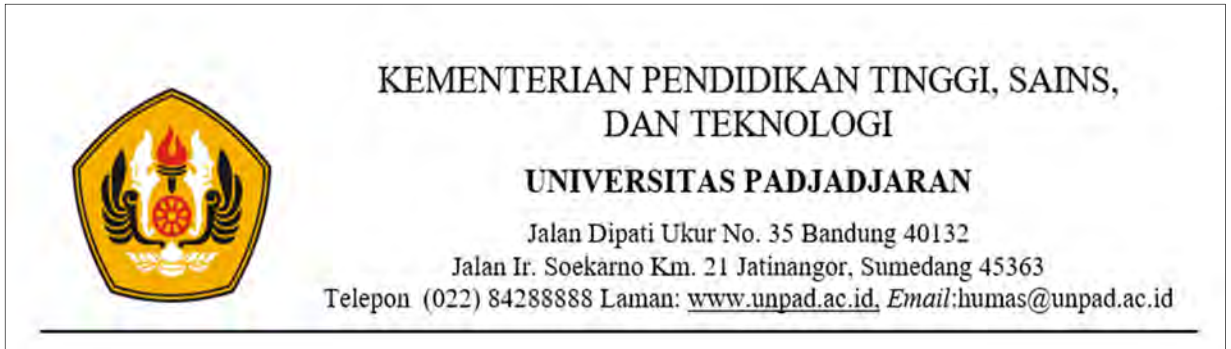 KEMENTERIAN PENDIDIKAN TINGGI, SAINS,
DAN TEKNOLOGI
UNIVERSITAS PADJADJARAN
Jalan Dipati Ukur No. 35 Bandung 40132
Jalan Ir. Soekarno Km. 21 Jatinangor, Sumedang 45363
Telepon (022) 84288888 Laman: www.unpad.ac.id, Email:humas@unpad.ac.id